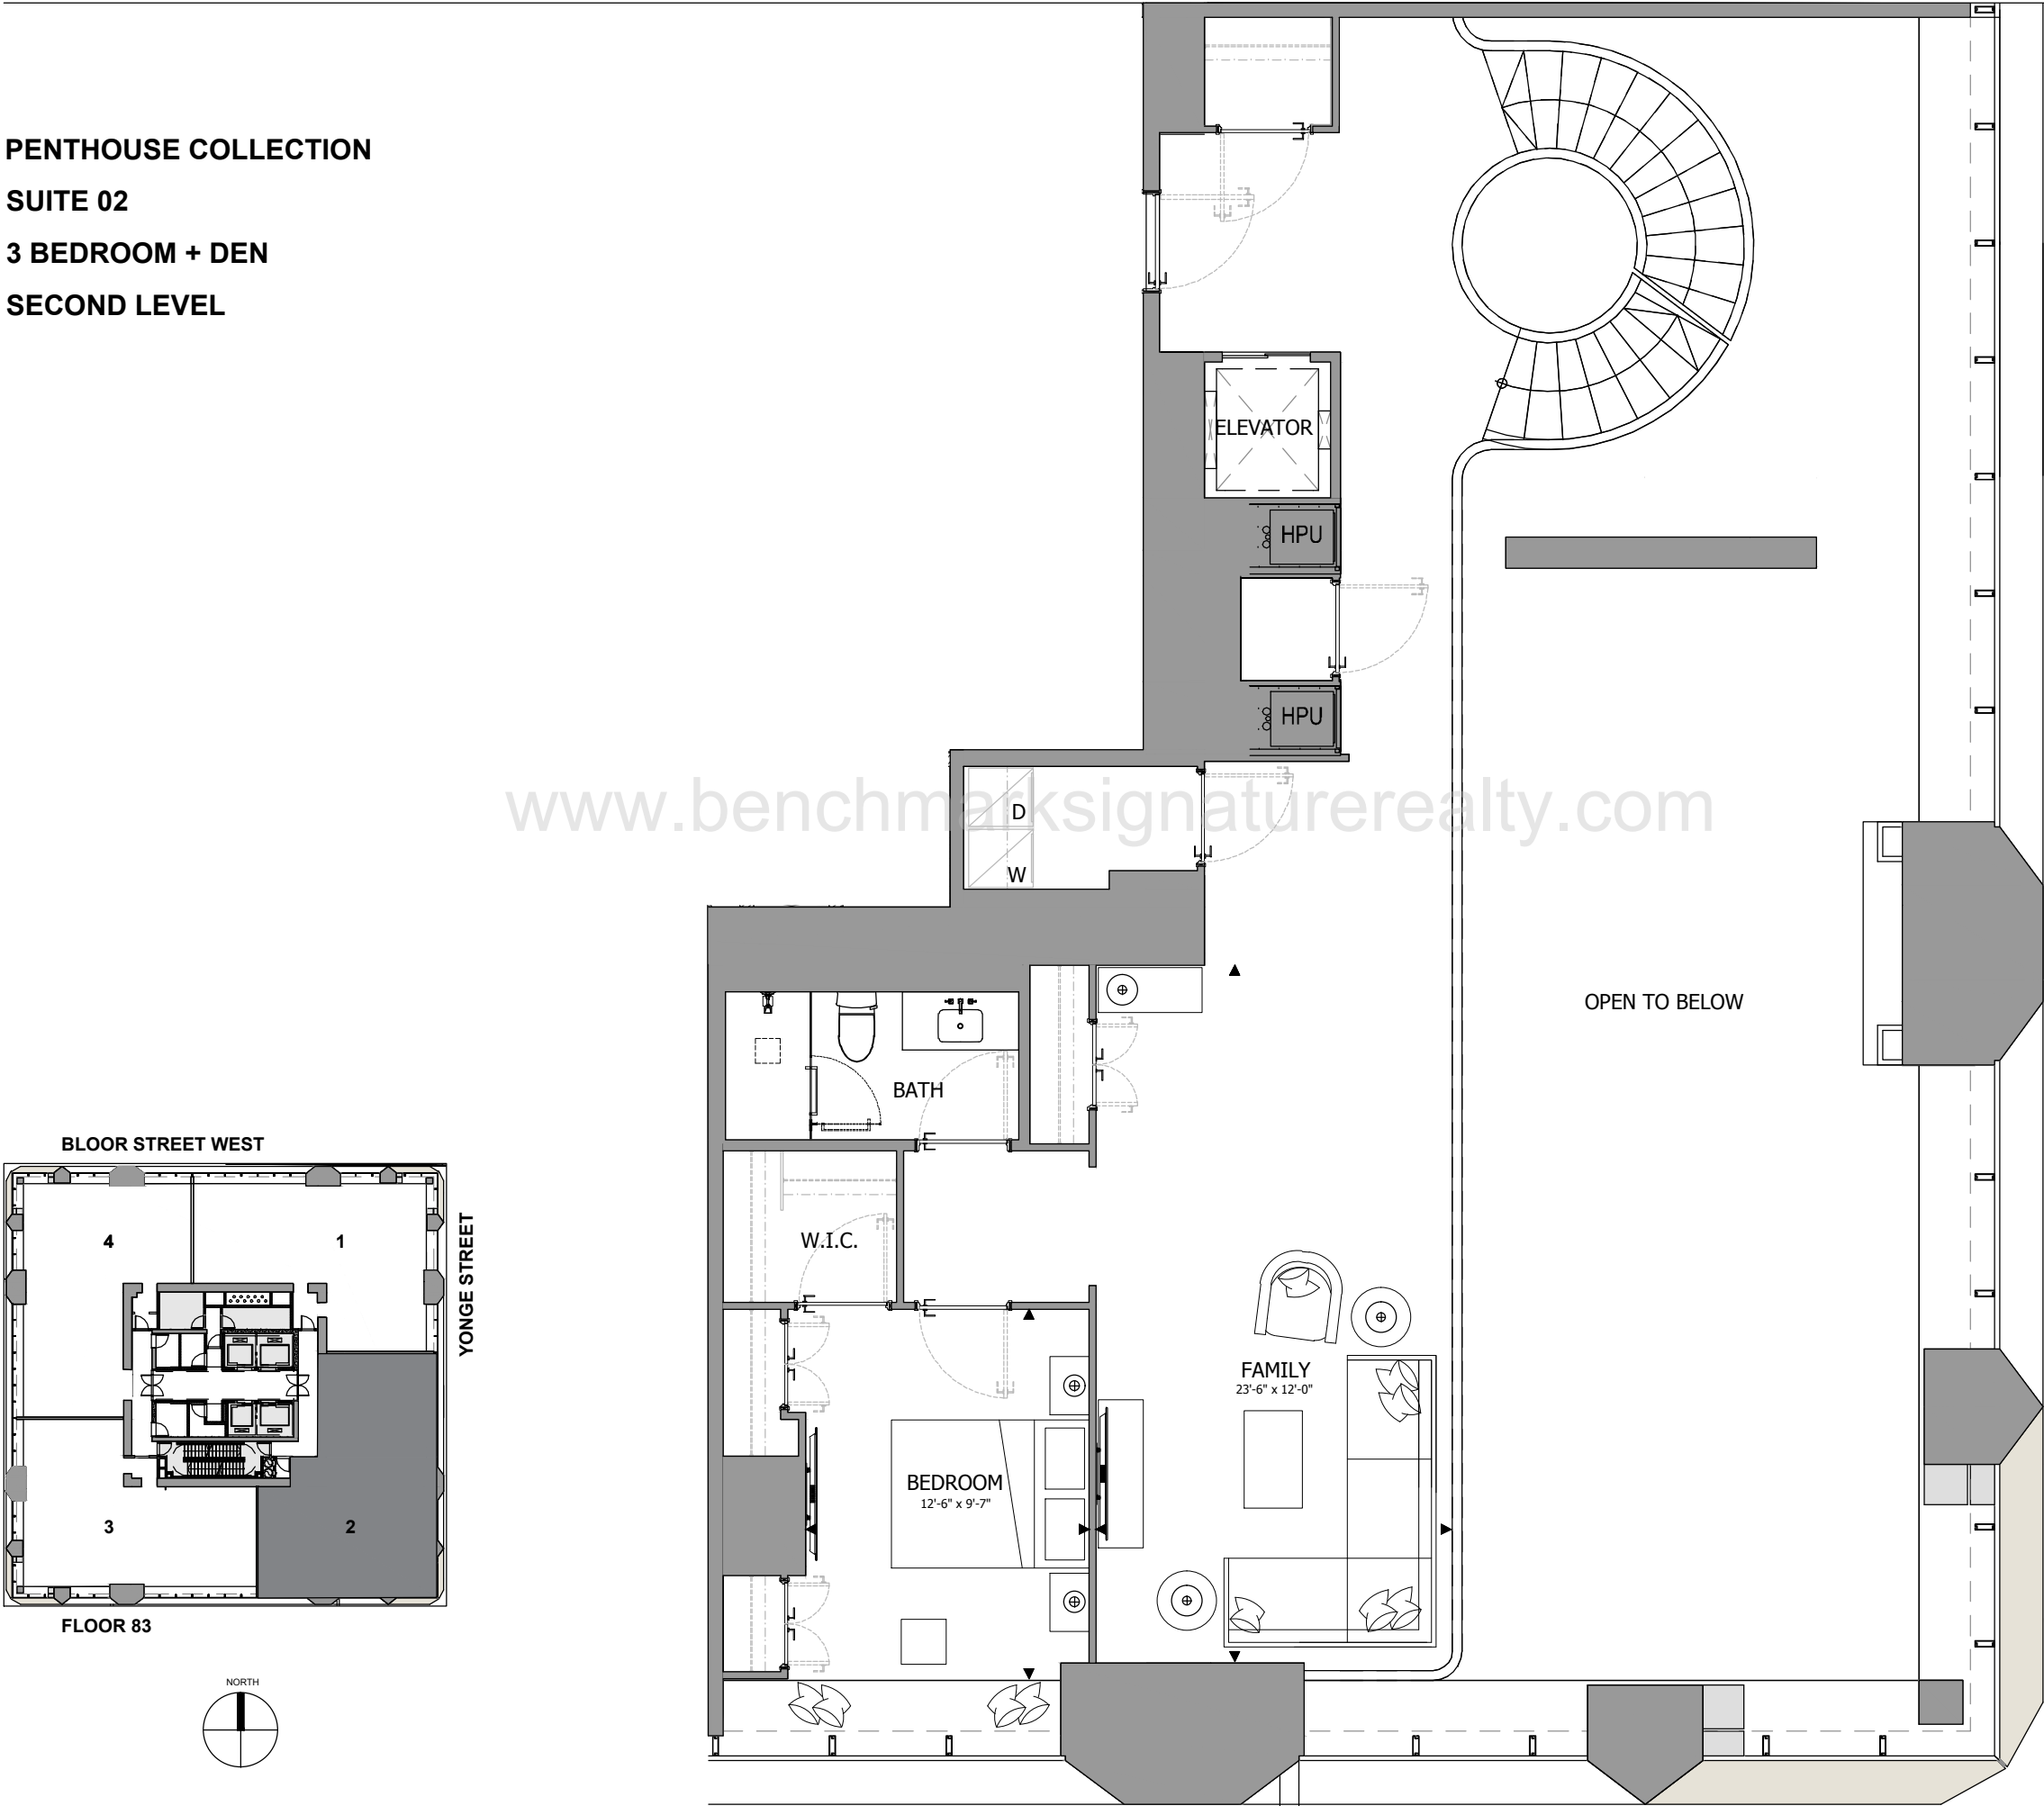 PENTHOUSE COLLECTION
SUITE 02
3 BEDROOM + DEN
SECOND LEVEL
ELEVATOR
HPU
HPU
www.benchmarksignaturerealty.com
D
W
OPEN TO BELOW
BATH
W.I.C.
FAMILY
23'-6" x 12'-0"
BEDROOM
12'-6" x 9'-7"
BLOOR STREET WEST
YONGE STREET
4
1
3
2
FLOOR 83
NORTH